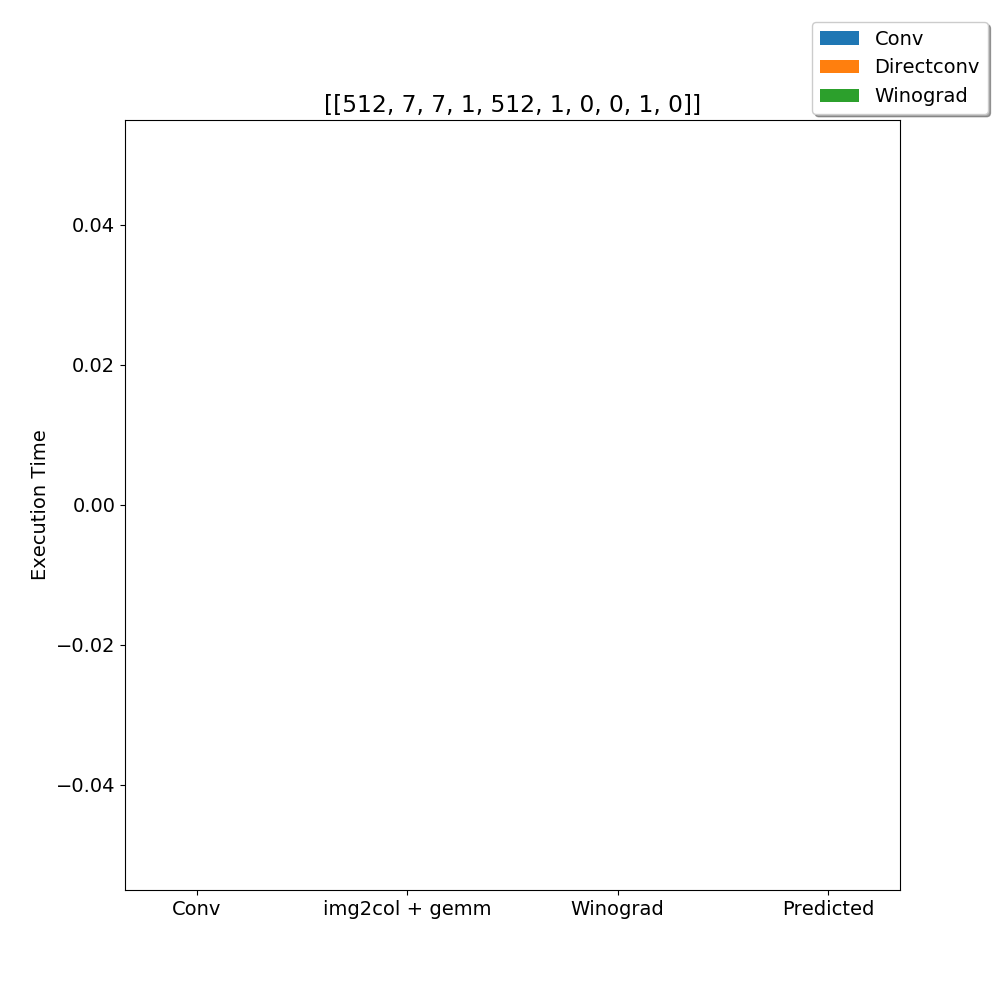 Conv
Directconv
Winograd
[[512, 7, 7, 1, 512, 1, 0, 0, 1, 0]]
Execution Time
0.04
0.02
0.00
−0.02
−0.04
Conv
img2col + gemm
Winograd
Predicted